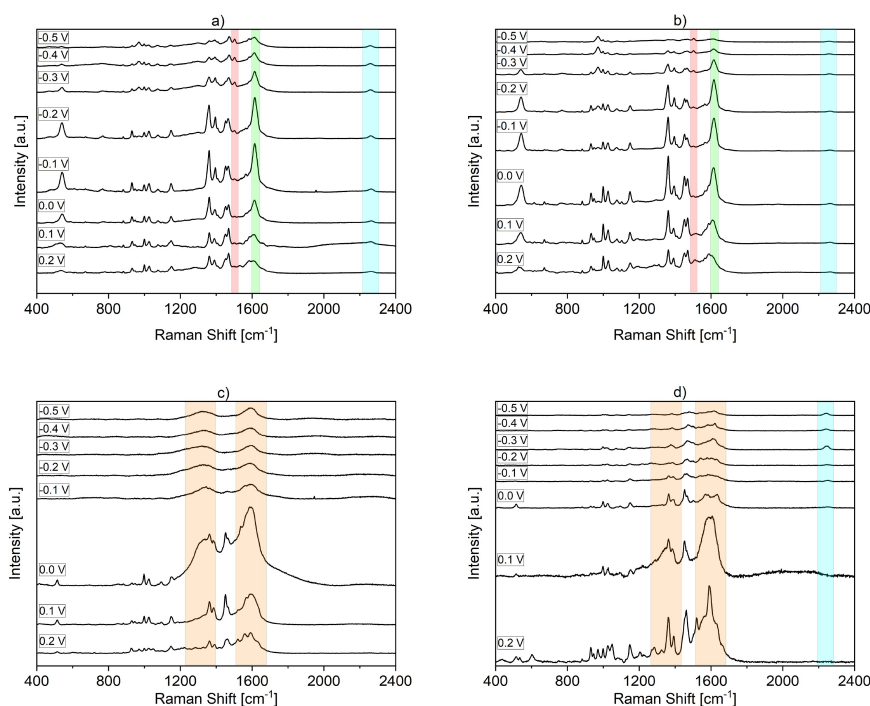 a)
-0.5 V
-0.4 V
-0.3 V
-0.2 V
-0.1 V
0.0 V
0.1 V
0.2 V
Intensity [a.u.]
400 800 1200 1600 2000 2400
Raman Shift [cm⁻¹]
b)
-0.5 V
-0.4 V
-0.3 V
-0.2 V
-0.1 V
0.0 V
0.1 V
0.2 V
Intensity [a.u.]
400 800 1200 1600 2000 2400
Raman Shift [cm⁻¹]
c)
-0.5 V
-0.4 V
-0.3 V
-0.2 V
-0.1 V
0.0 V
0.1 V
0.2 V
Intensity [a.u.]
400 800 1200 1600 2000 2400
Raman Shift [cm⁻¹]
d)
-0.5 V
-0.4 V
-0.3 V
-0.2 V
-0.1 V
0.0 V
0.1 V
0.2 V
Intensity [a.u.]
400 800 1200 1600 2000 2400
Raman Shift [cm⁻¹]